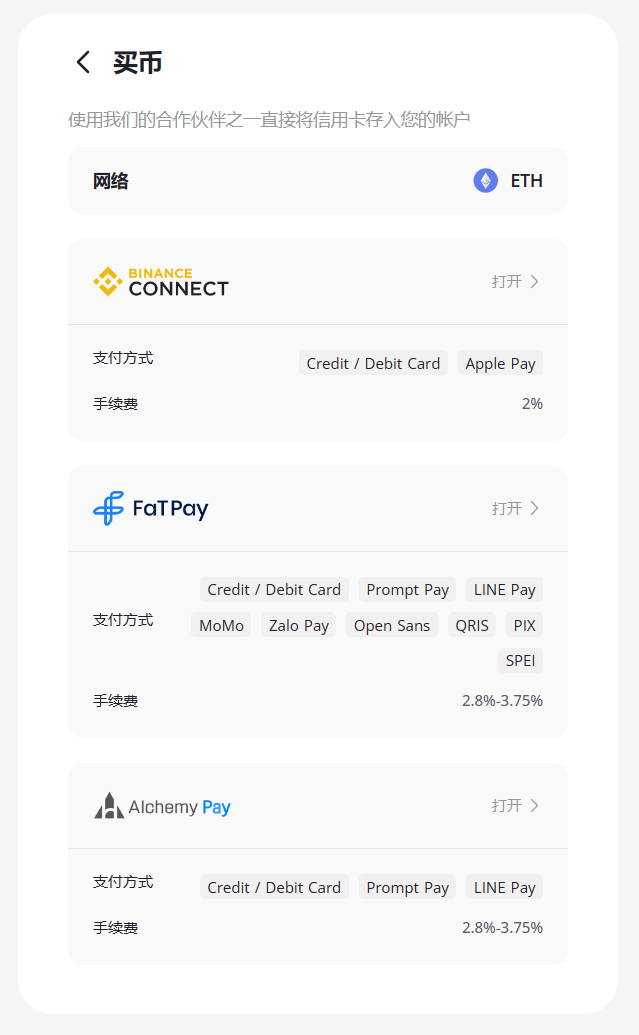 买币
使用我们的合作伙伴之一直接将信用卡存入您的帐户
网络 ETH
BINANCE
CONNECT
打开
支付方式 Credit / Debit Card Apple Pay
手续费 2%
FaTPay 打开
Credit / Debit Card Prompt Pay LINE Pay
支付方式 MoMo Zalo Pay Open Sans QRIS PIX
SPEI
手续费 2.8%-3.75%
Alchemy Pay 打开
支付方式 Credit / Debit Card Prompt Pay LINE Pay
手续费 2.8%-3.75%